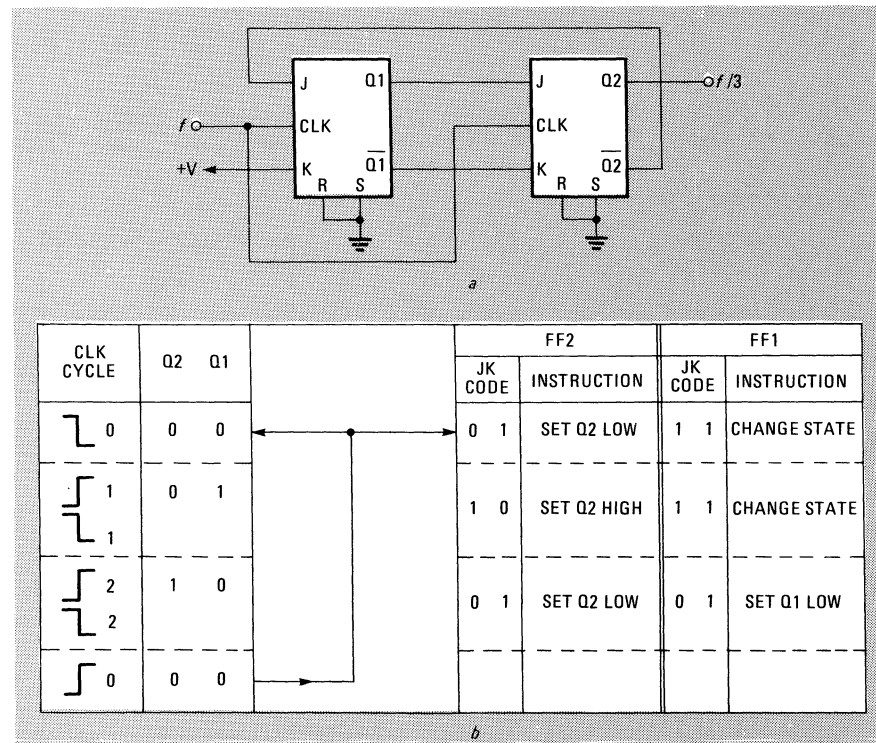 J Q1 J Q2 f/3
f CLK CLK
+V K Q̅1̅ K Q̅2̅
R S R S
a
FF2 FF1
CLK CYCLE Q2 Q1 JK CODE INSTRUCTION JK CODE INSTRUCTION
0 0 0 0 1 SET Q2 LOW 1 1 CHANGE STATE
1 0 1
1 0 SET Q2 HIGH 1 1 CHANGE STATE
1
2 1 0
0 1 SET Q2 LOW 0 1 SET Q1 LOW
2
0 0 0
b